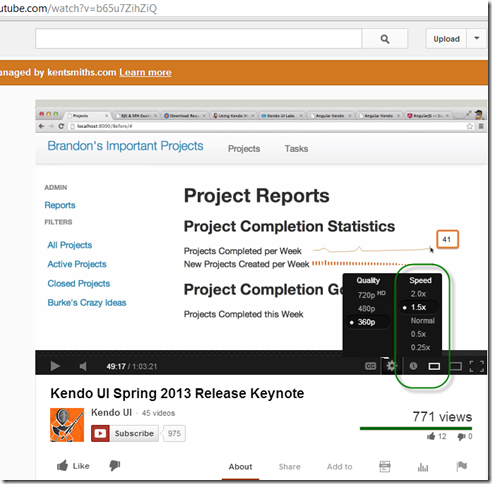 utube.com/watch?v=b65u7ZihZiQ
Upload
anaged by kentsmiths.com Learn more
Projects
localhost:8000/Before/#
Brandon's Important Projects
Projects
Tasks
ADMIN
Reports
FILTERS
All Projects
Active Projects
Closed Projects
Burke's Crazy Ideas
Project Reports
Project Completion Statistics
41
Projects Completed per Week
New Projects Created per Week
Project Completion Go
Projects Completed this Week
Quality
720p HD
480p
360p
Speed
2.0x
1.5x
Normal
0.5x
0.25x
49:17 / 1:03:21
CC
Kendo UI Spring 2013 Release Keynote
Kendo UI · 45 videos
Subscribe
975
771 views
12
0
Like
About
Share
Add to